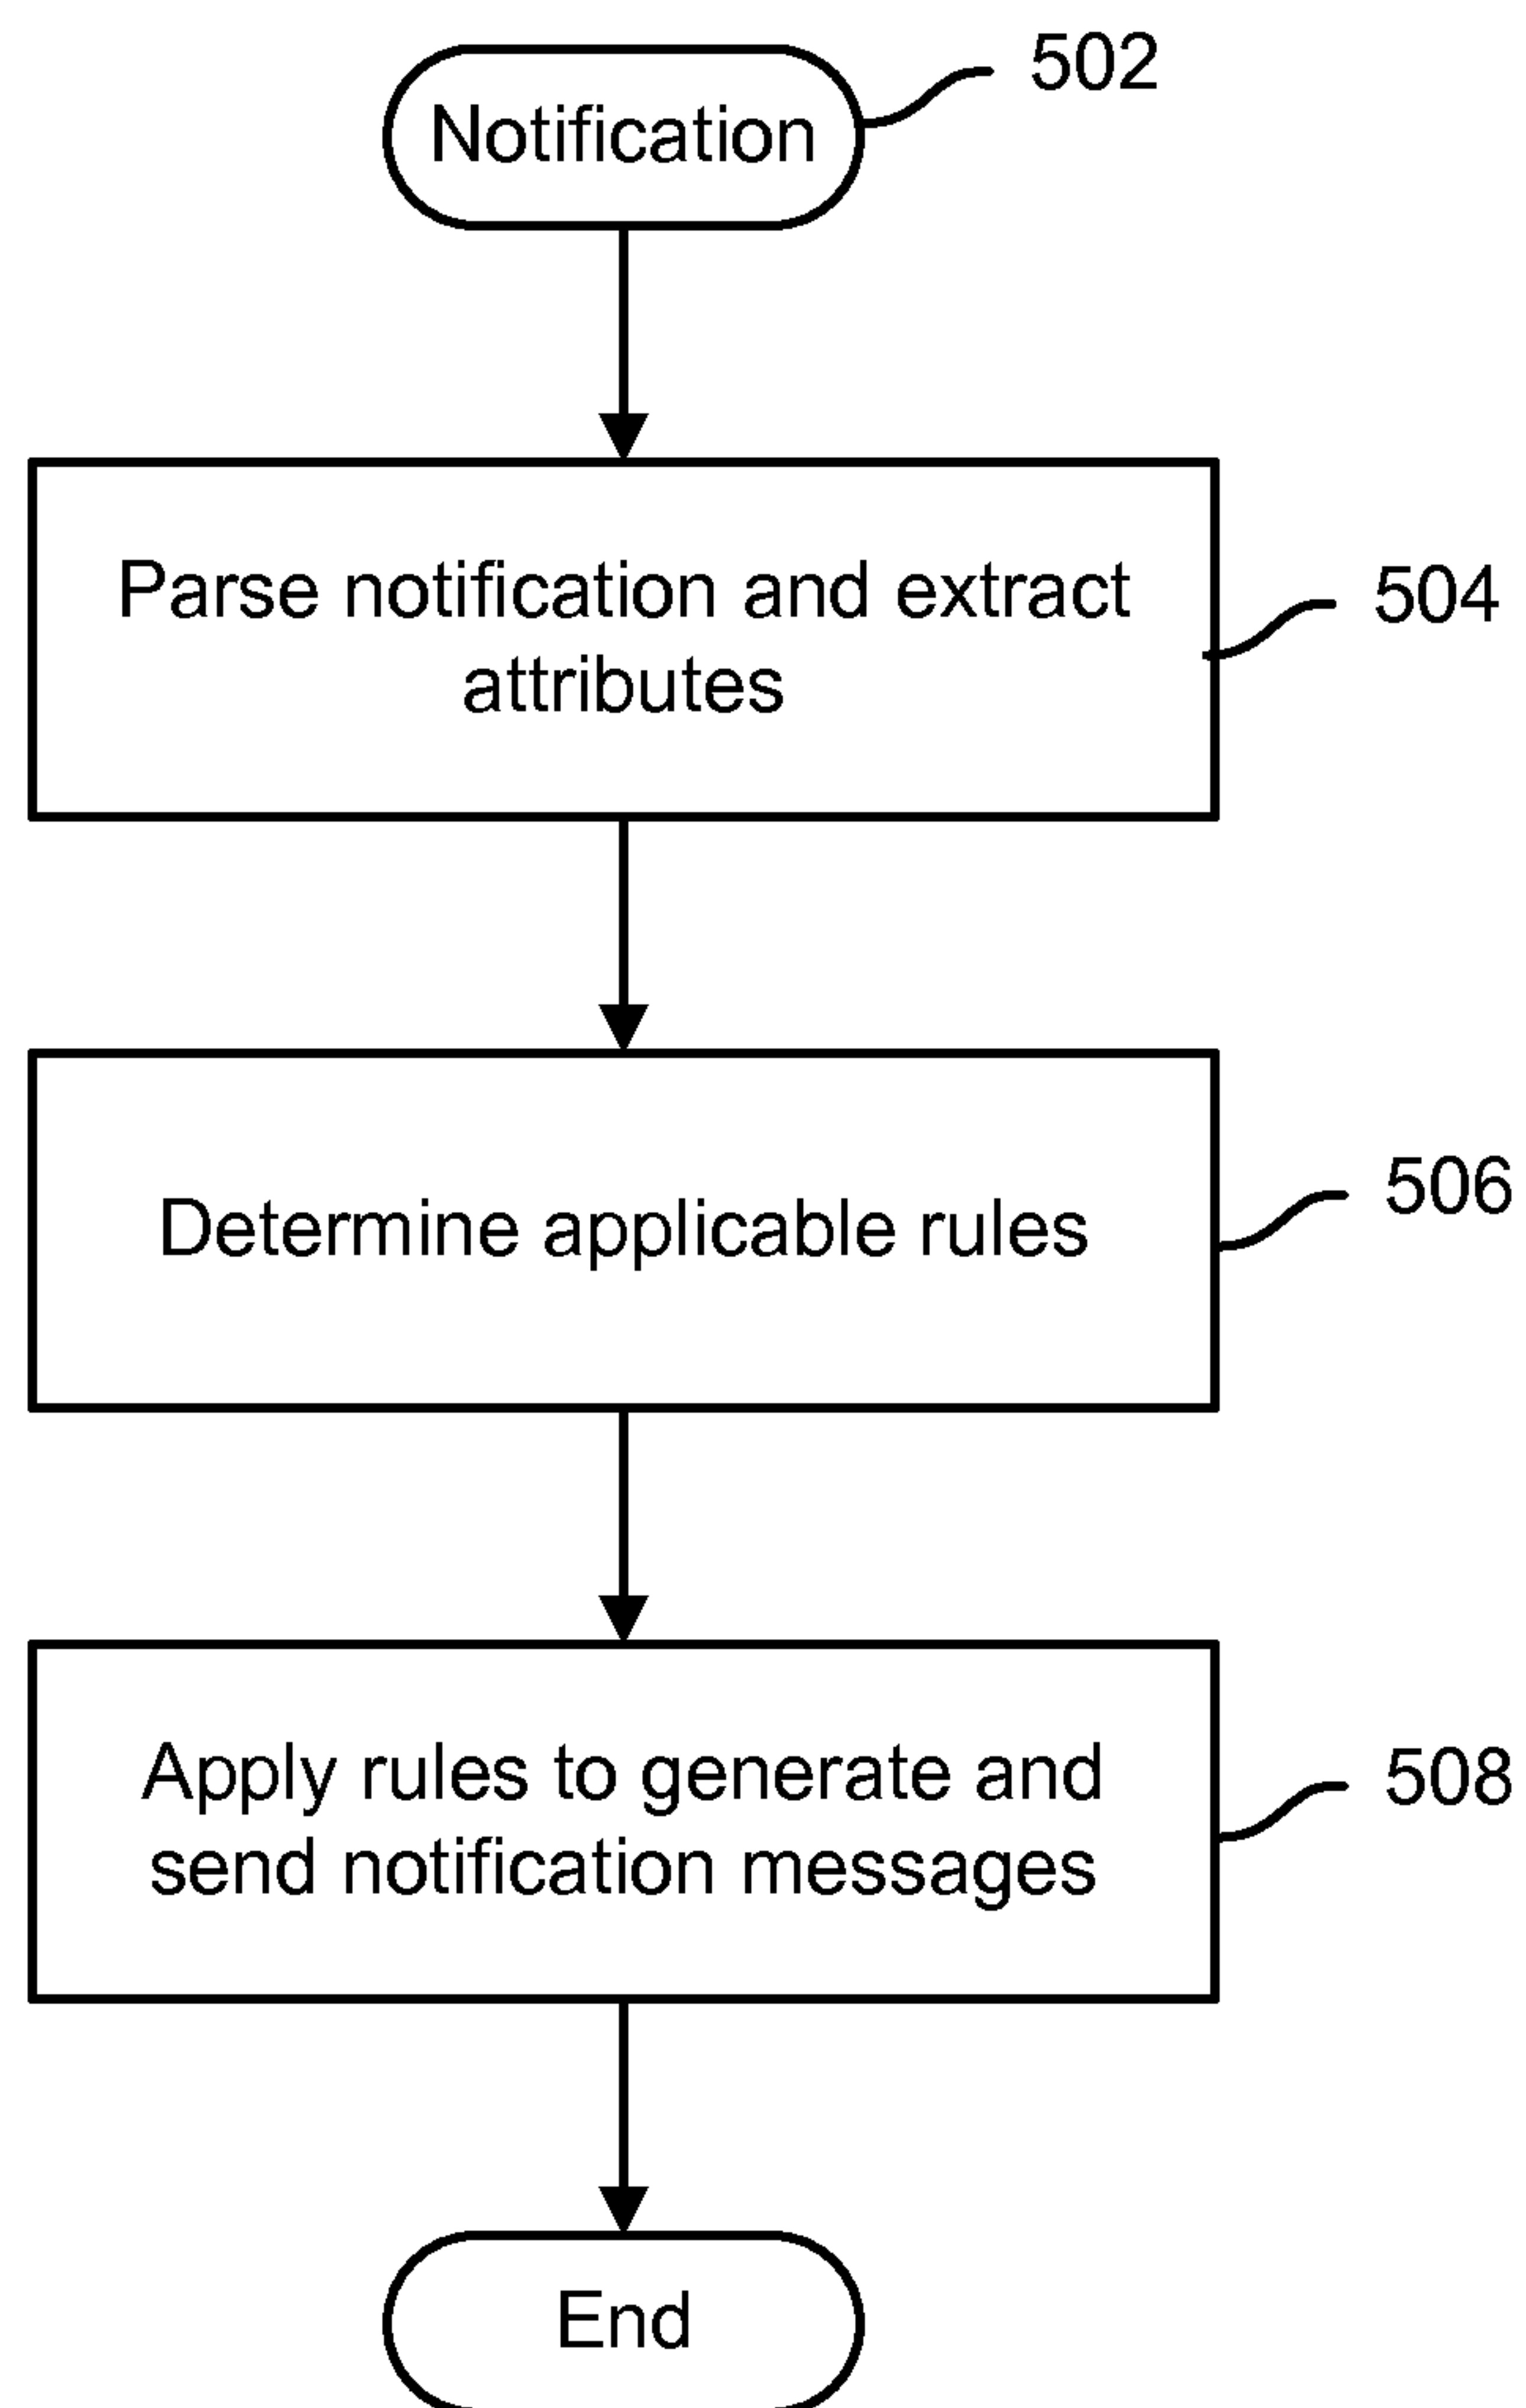 Notification
502
Parse notification and extract
attributes
504
Determine applicable rules
506
Apply rules to generate and
send notification messages
508
End